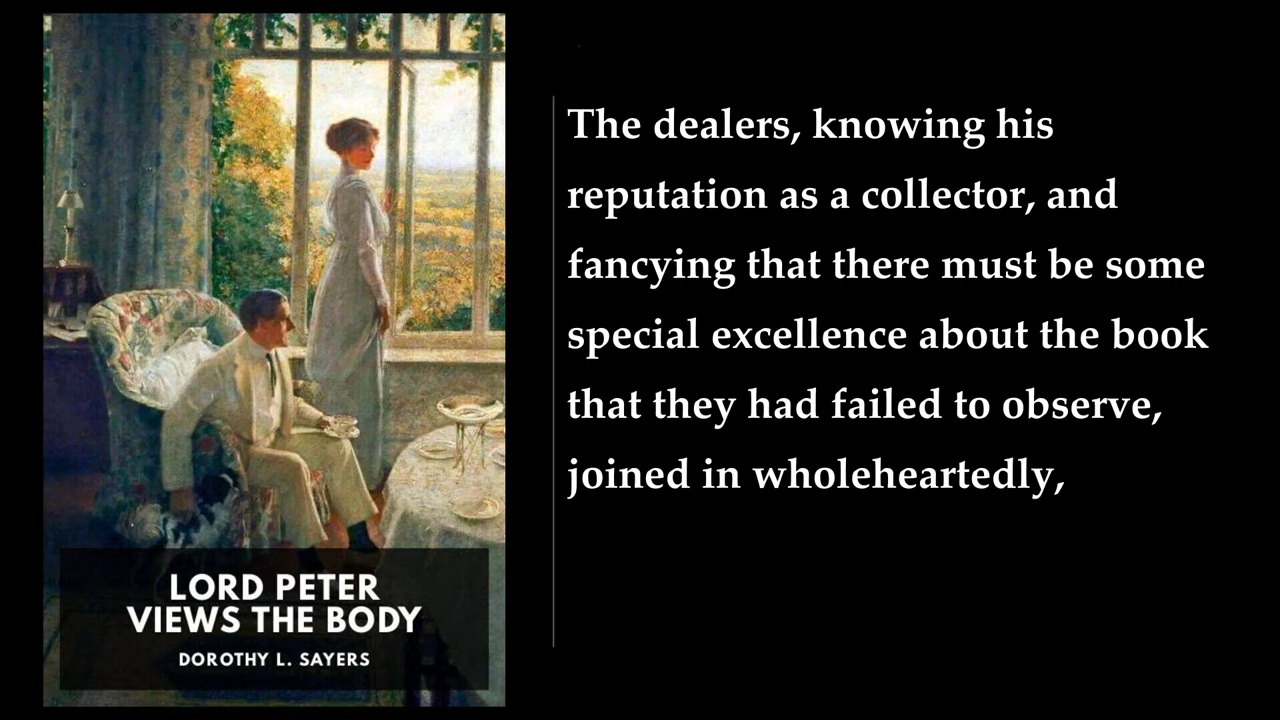 The dealers, knowing his
reputation as a collector, and
fancying that there must be some
special excellence about the book
that they had failed to observe,
joined in wholeheartedly,
LORD PETER
VIEWS THE BODY
DOROTHY L. SAYERS